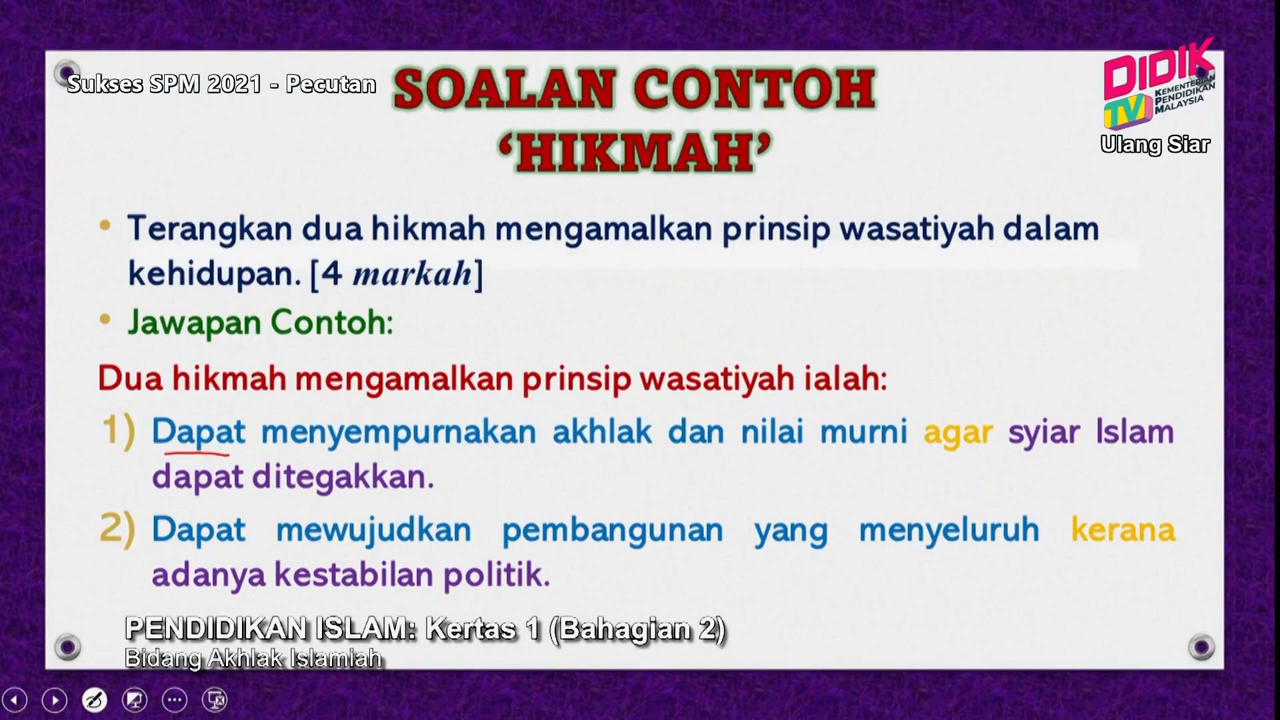 Sukses SPM 2021 - Pecutan
SOALAN CONTOH
‘HIKMAH’
DIDIK
TV
KEMENTERIAN
PENDIDIKAN
MALAYSIA
Ulang Siar
• Terangkan dua hikmah mengamalkan prinsip wasatiyah dalam
kehidupan. [4 markah]
• Jawapan Contoh:
Dua hikmah mengamalkan prinsip wasatiyah ialah:
1) Dapat menyempurnakan akhlak dan nilai murni agar syiar Islam
dapat ditegakkan.
2) Dapat mewujudkan pembangunan yang menyeluruh kerana
adanya kestabilan politik.
PENDIDIKAN ISLAM: Kertas 1 (Bahagian 2)
Bidang Akhlak Islamiah